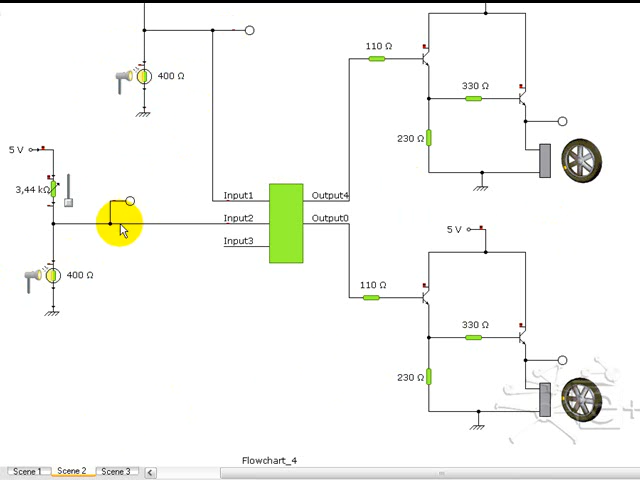 110 Ω
400 Ω
330 Ω
230 Ω
5 V
3,44 kΩ
Input1
Output4
Input2
Output0
Input3
5 V
400 Ω
110 Ω
330 Ω
230 Ω
Flowchart_4
Scene 1 Scene 2 Scene 3